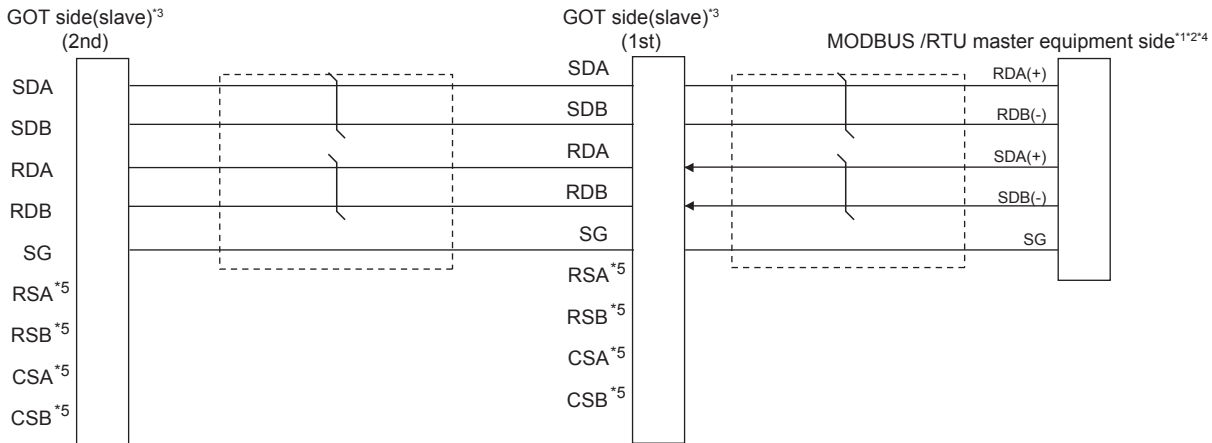 GOT side(slave)*3
(2nd)
SDA
SDB
RDA
RDB
SG
RSA*5
RSB*5
CSA*5
CSB*5
GOT side(slave)*3
(1st)
SDA
SDB
RDA
RDB
SG
RSA*5
RSB*5
CSA*5
CSB*5
MODBUS /RTU master equipment side*1*2*4
RDA(+)
RDB(-)
SDA(+)
SDB(-)
SG